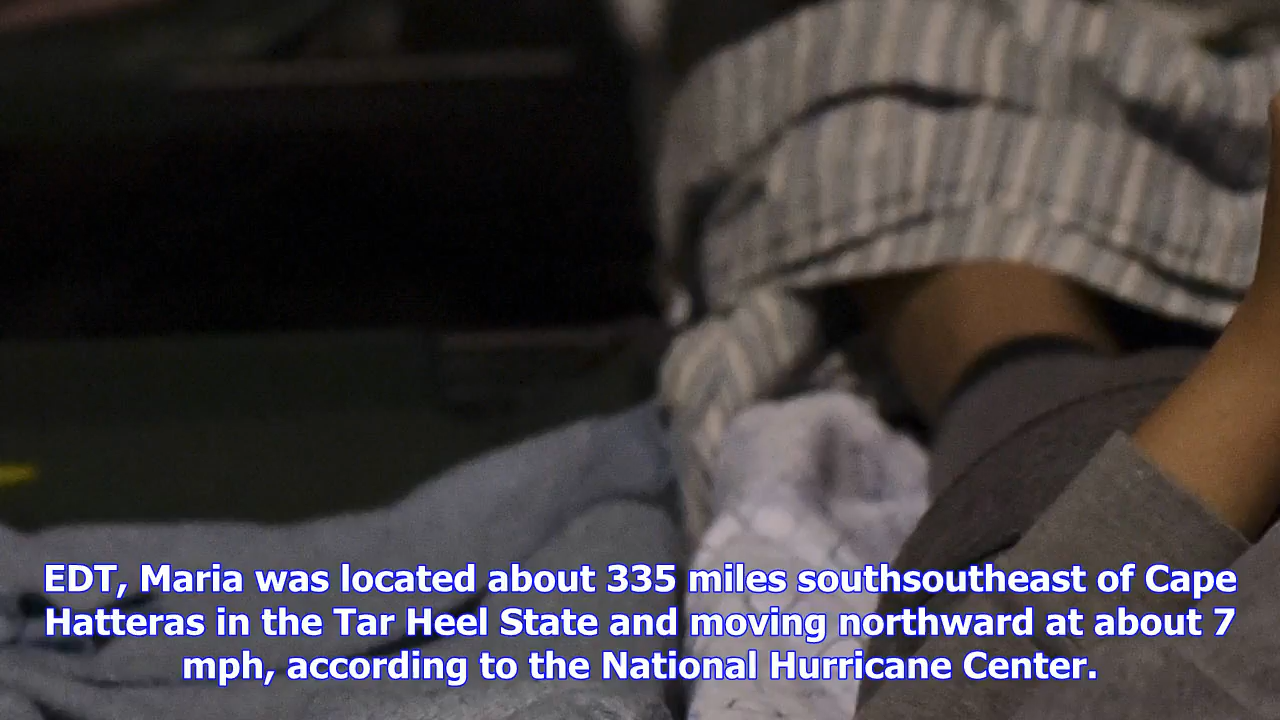 EDT, Maria was located about 335 miles southsoutheast of Cape
Hatteras in the Tar Heel State and moving northward at about 7
mph, according to the National Hurricane Center.